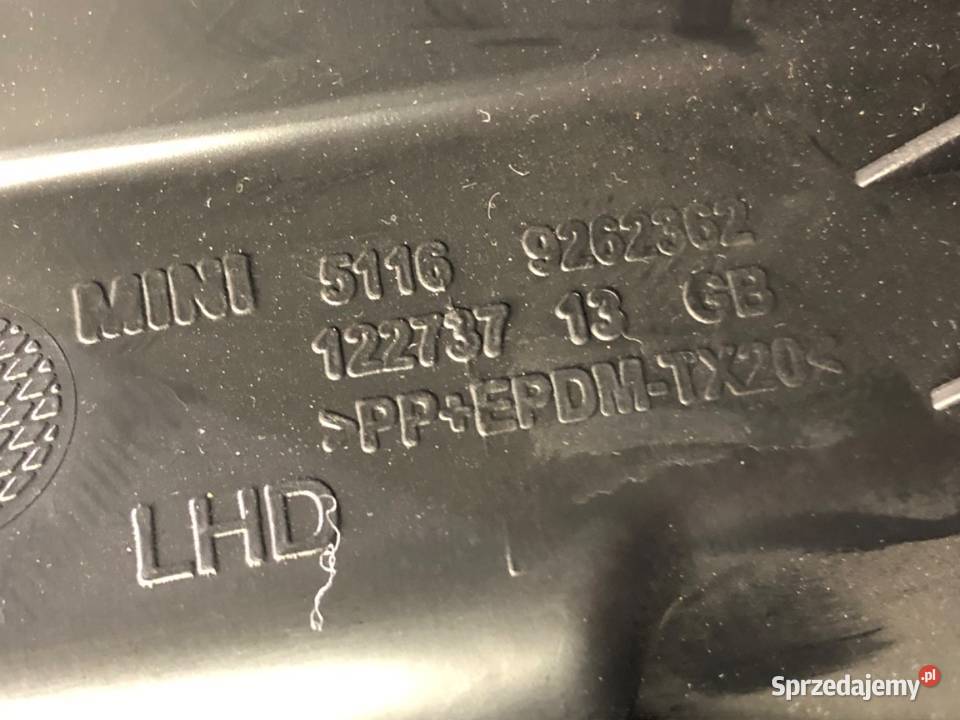 MINI 5116 9262362
122737 13 GB
>PP+EPDM-TX20<
LHD
Sprzedajemy.pl